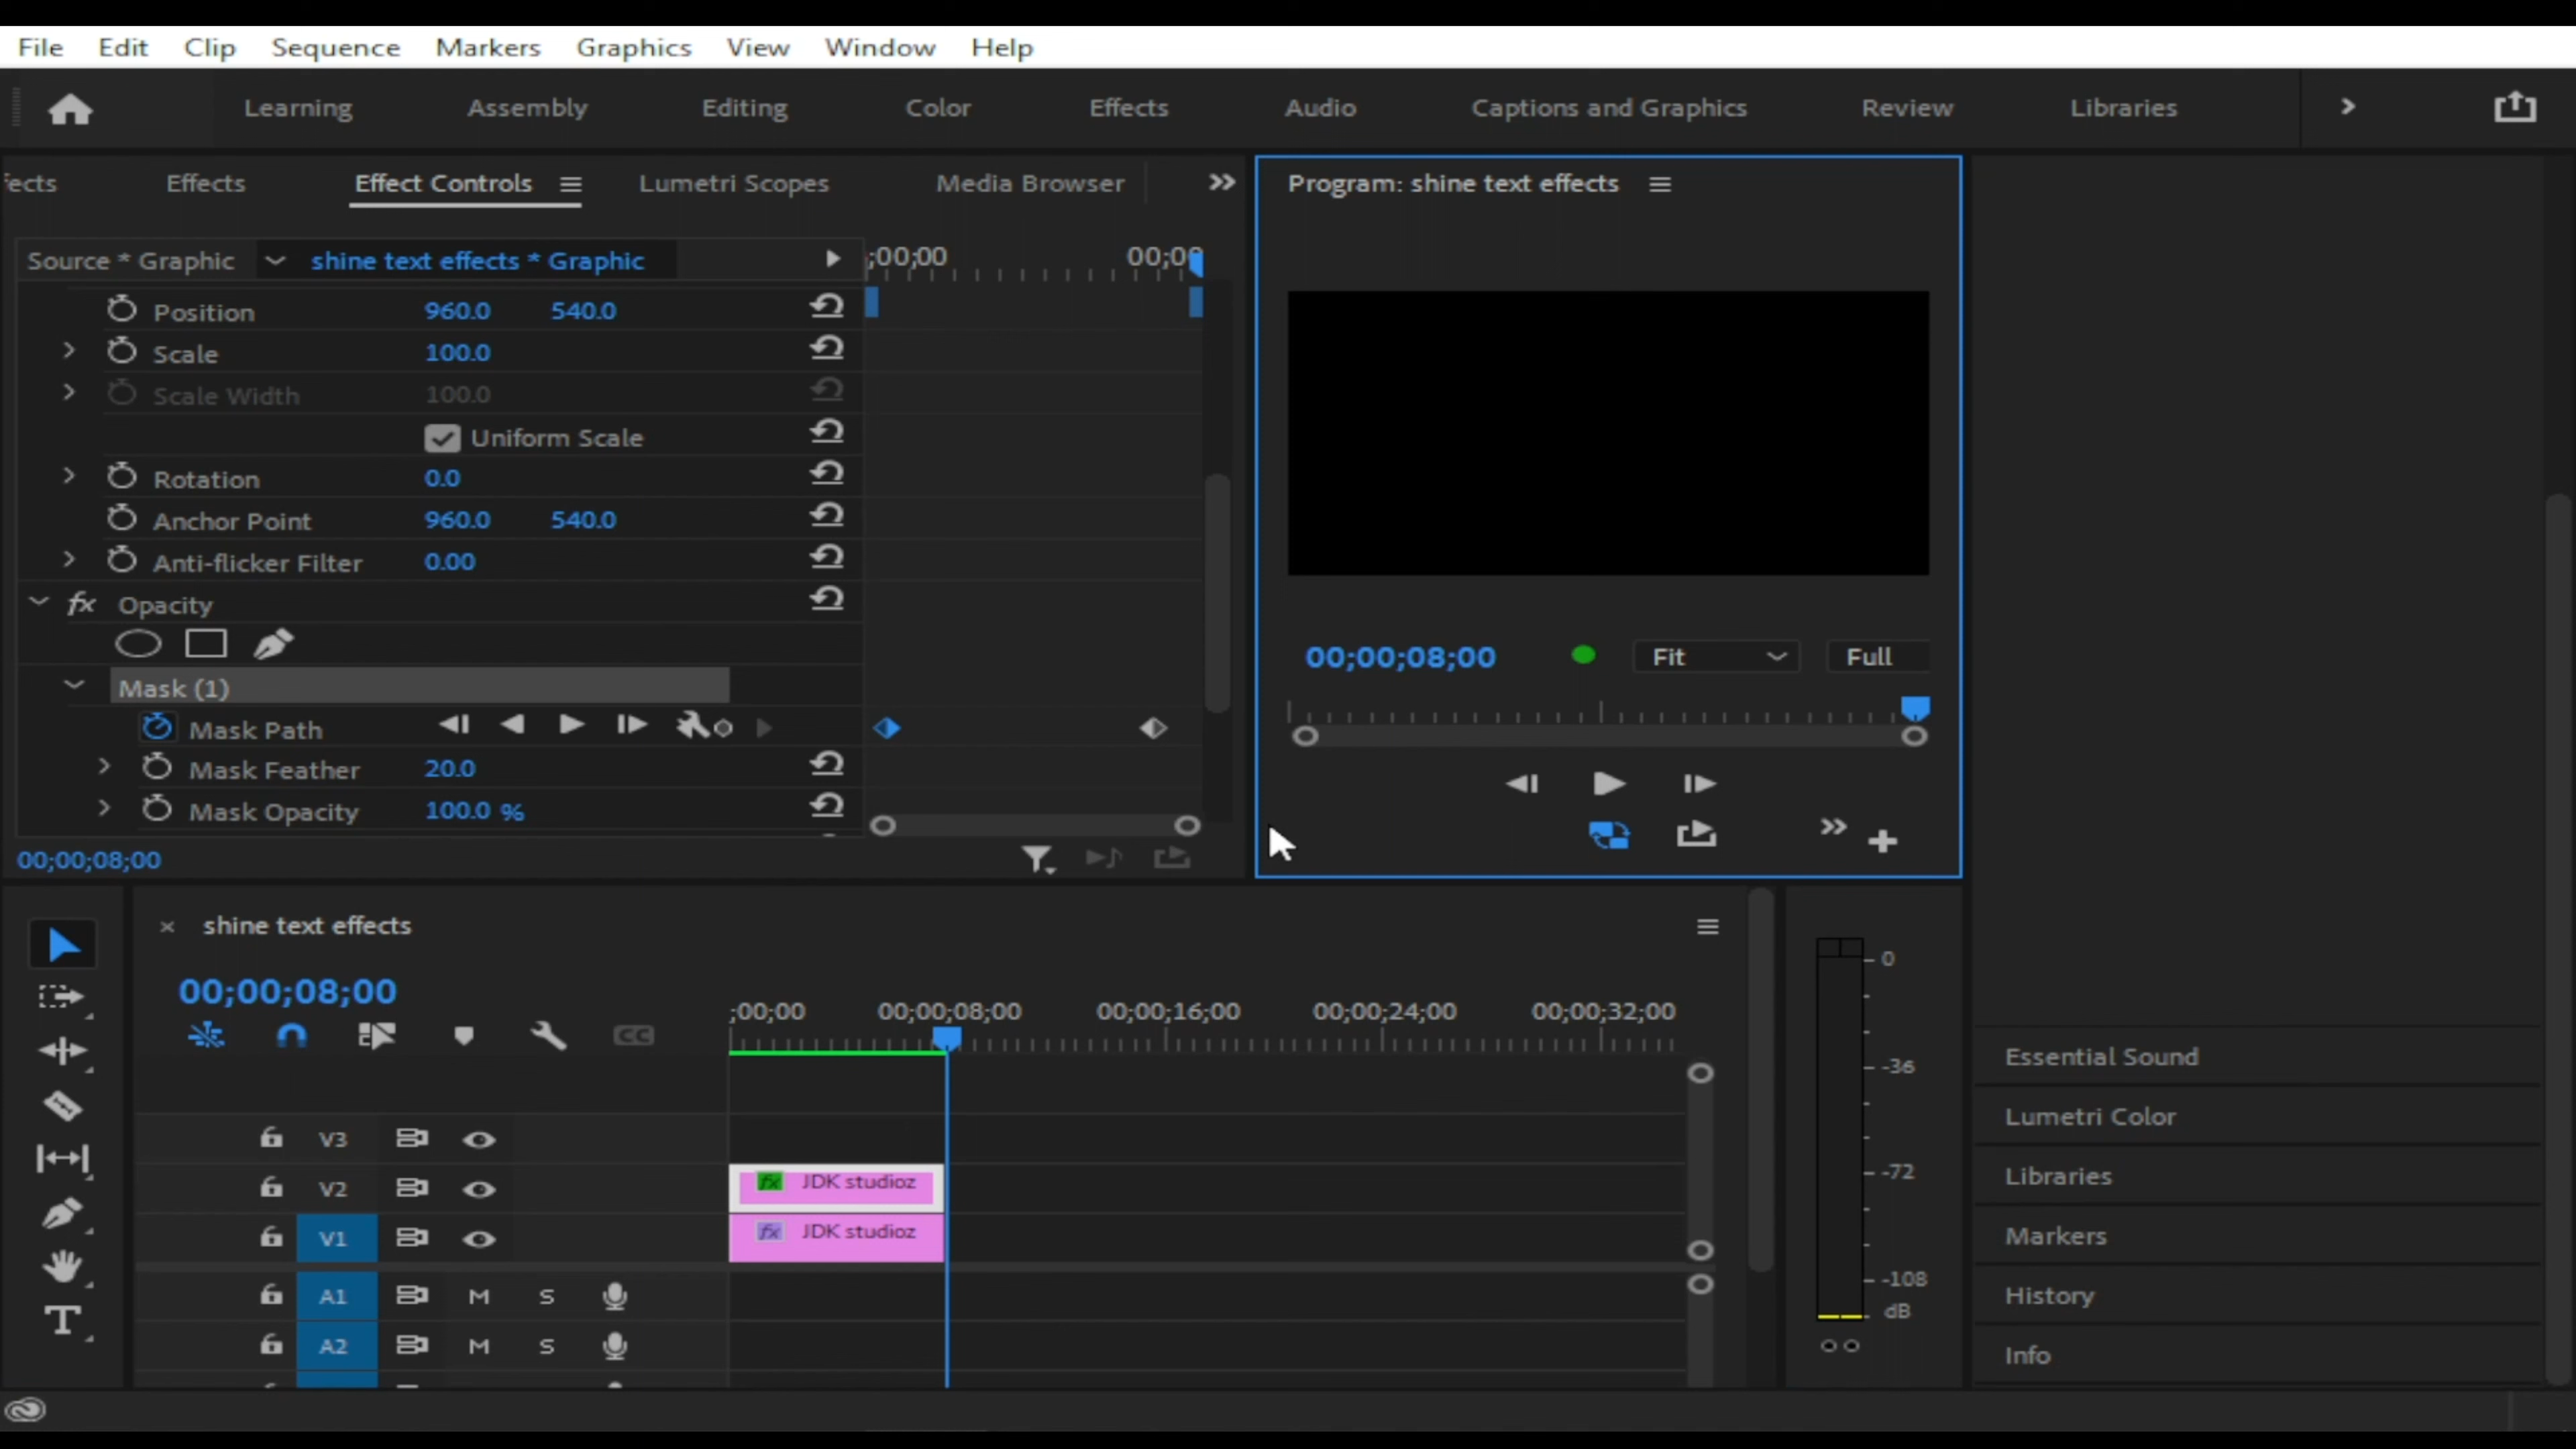 File Edit Clip Sequence Markers Graphics View Window Help
Learning Assembly Editing Color Effects Audio Captions and Graphics Review Libraries
fects Effects Effect Controls Lumetri Scopes Media Browser
Program: shine text effects
Source * Graphic shine text effects * Graphic
;00;00 00;00
Position 960.0 540.0
Scale 100.0
Scale Width 100.0
Uniform Scale
Rotation 0.0
Anchor Point 960.0 540.0
Anti-flicker Filter 0.00
fx Opacity
Mask (1)
Mask Path
Mask Feather 20.0
Mask Opacity 100.0 %
00;00;08;00
00;00;08;00 Fit Full
× shine text effects
00;00;08;00
;00;00 00;00;08;00 00;00;16;00 00;00;24;00 00;00;32;00
CC
V3
V2 fx JDK studioz
V1 fx JDK studioz
A1 M S
A2 M S
T
0
-36
-72
-108
dB
Essential Sound
Lumetri Color
Libraries
Markers
History
Info